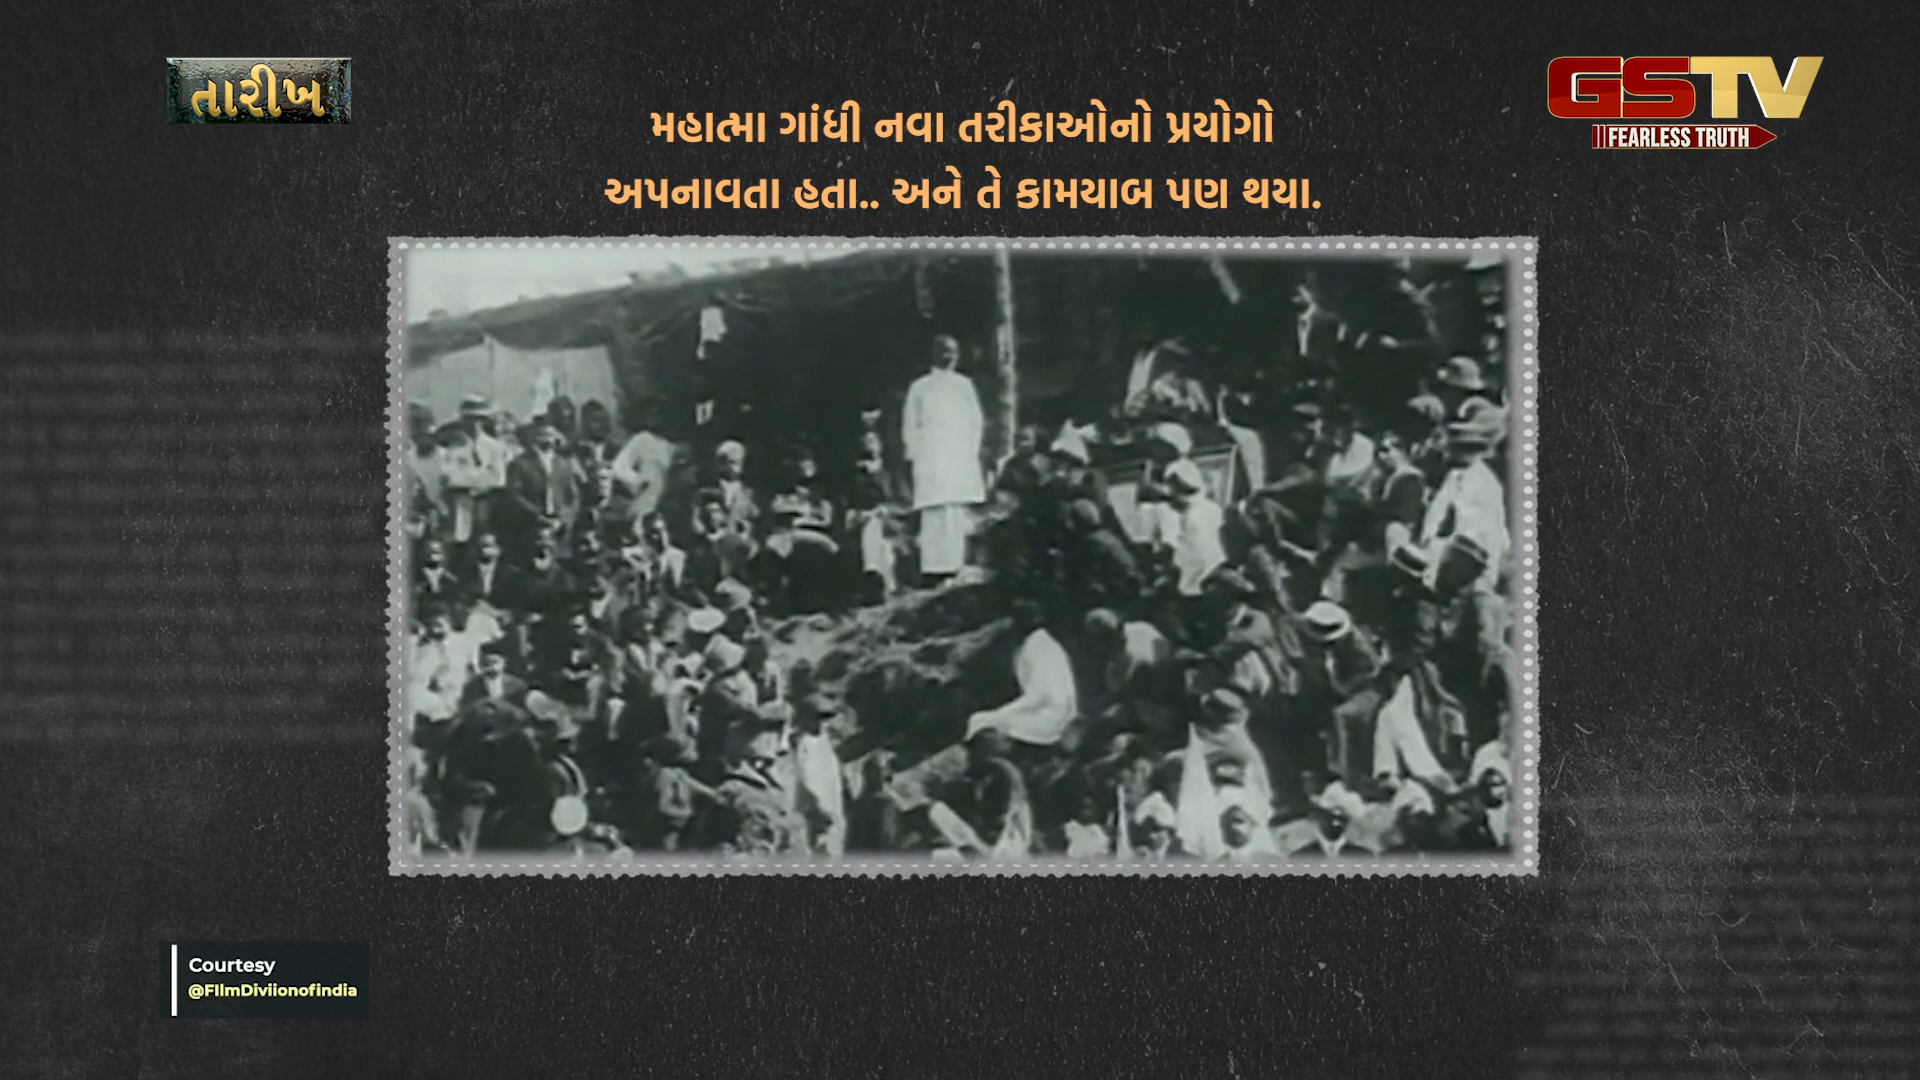 તારીખ
GSTV
FEARLESS TRUTH
મહાત્મા ગાંધી નવા તરીકાઓનો પ્રયોગો
અપનાવતા હતા.. અને તે કામયાબ પણ થયા.
Courtesy
@FIlmDiviionofindia